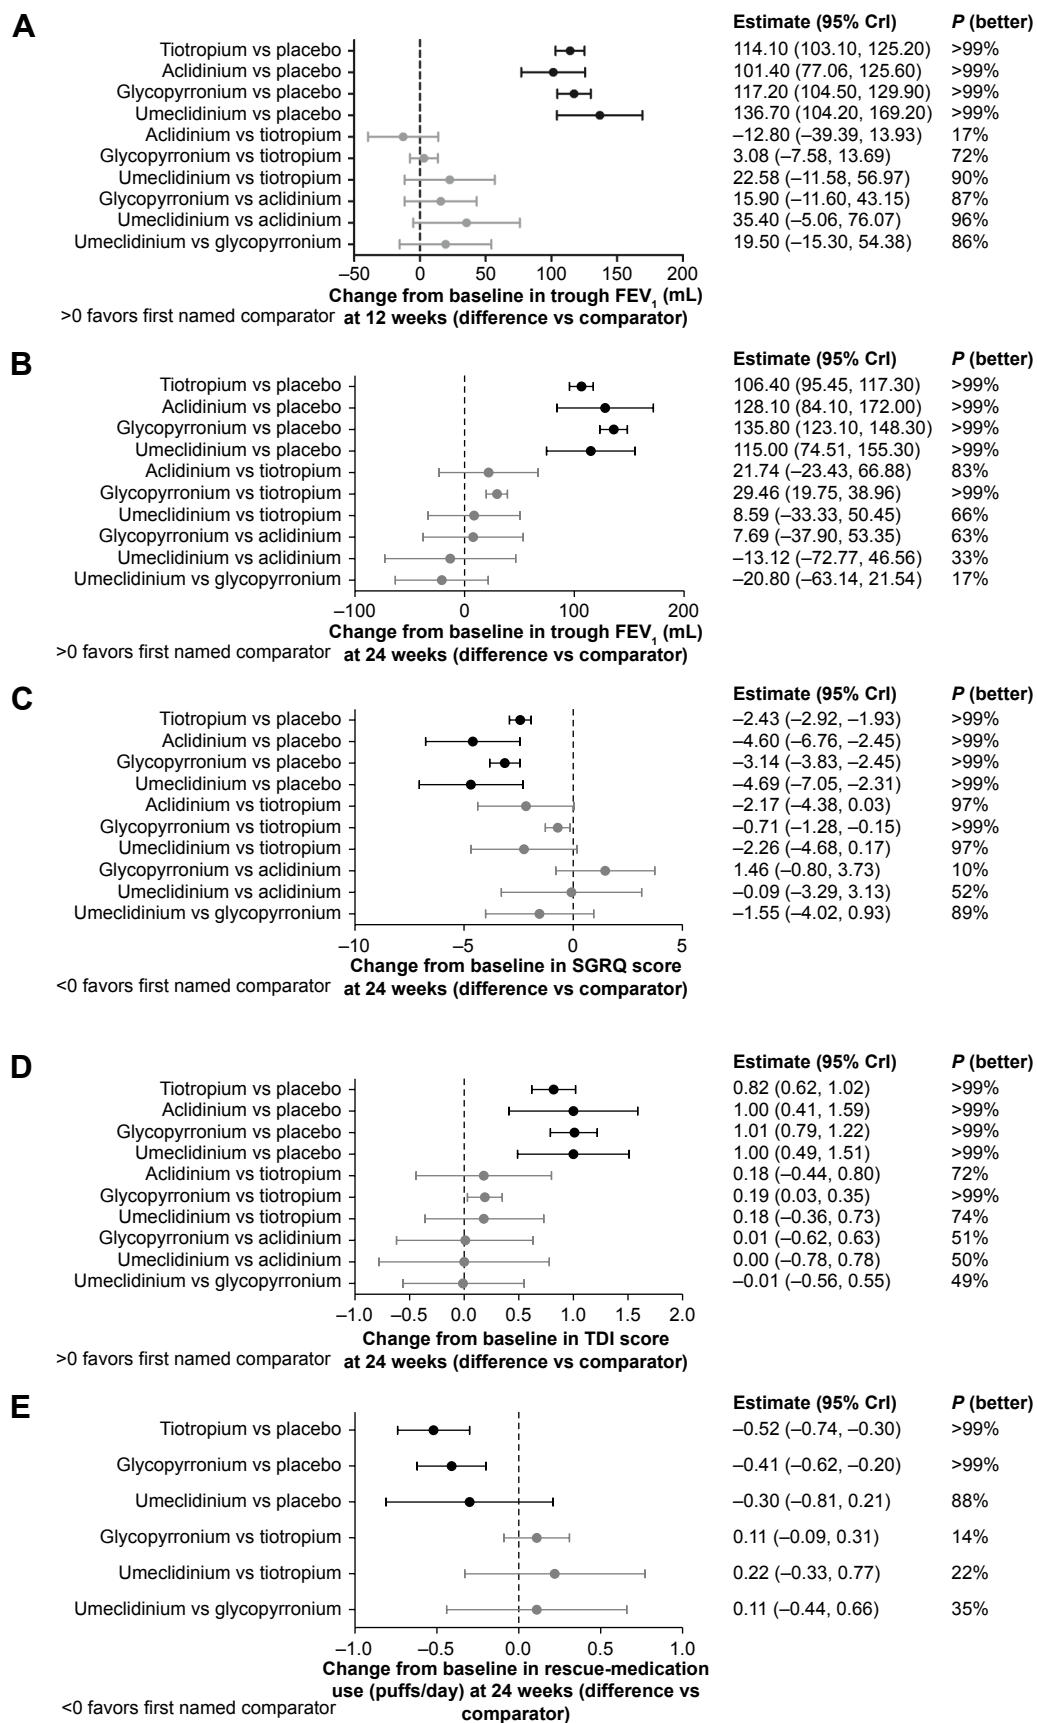 A
Estimate (95% CrI) P (better)
Tiotropium vs placebo 114.10 (103.10, 125.20) >99%
Aclidinium vs placebo 101.40 (77.06, 125.60) >99%
Glycopyrronium vs placebo 117.20 (104.50, 129.90) >99%
Umeclidinium vs placebo 136.70 (104.20, 169.20) >99%
Aclidinium vs tiotropium –12.80 (–39.39, 13.93) 17%
Glycopyrronium vs tiotropium 3.08 (–7.58, 13.69) 72%
Umeclidinium vs tiotropium 22.58 (–11.58, 56.97) 90%
Glycopyrronium vs aclidinium 15.90 (–11.60, 43.15) 87%
Umeclidinium vs aclidinium 35.40 (–5.06, 76.07) 96%
Umeclidinium vs glycopyrronium 19.50 (–15.30, 54.38) 86%
–50 0 50 100 150 200
Change from baseline in trough FEV1 (mL)
>0 favors first named comparator at 12 weeks (difference vs comparator)
B
Estimate (95% CrI) P (better)
Tiotropium vs placebo 106.40 (95.45, 117.30) >99%
Aclidinium vs placebo 128.10 (84.10, 172.00) >99%
Glycopyrronium vs placebo 135.80 (123.10, 148.30) >99%
Umeclidinium vs placebo 115.00 (74.51, 155.30) >99%
Aclidinium vs tiotropium 21.74 (–23.43, 66.88) 83%
Glycopyrronium vs tiotropium 29.46 (19.75, 38.96) >99%
Umeclidinium vs tiotropium 8.59 (–33.33, 50.45) 66%
Glycopyrronium vs aclidinium 7.69 (–37.90, 53.35) 63%
Umeclidinium vs aclidinium –13.12 (–72.77, 46.56) 33%
Umeclidinium vs glycopyrronium –20.80 (–63.14, 21.54) 17%
–100 0 100 200
Change from baseline in trough FEV1 (mL)
>0 favors first named comparator at 24 weeks (difference vs comparator)
C
Estimate (95% CrI) P (better)
Tiotropium vs placebo –2.43 (–2.92, –1.93) >99%
Aclidinium vs placebo –4.60 (–6.76, –2.45) >99%
Glycopyrronium vs placebo –3.14 (–3.83, –2.45) >99%
Umeclidinium vs placebo –4.69 (–7.05, –2.31) >99%
Aclidinium vs tiotropium –2.17 (–4.38, 0.03) 97%
Glycopyrronium vs tiotropium –0.71 (–1.28, –0.15) >99%
Umeclidinium vs tiotropium –2.26 (–4.68, 0.17) 97%
Glycopyrronium vs aclidinium 1.46 (–0.80, 3.73) 10%
Umeclidinium vs aclidinium –0.09 (–3.29, 3.13) 52%
Umeclidinium vs glycopyrronium –1.55 (–4.02, 0.93) 89%
–10 –5 0 5
Change from baseline in SGRQ score
<0 favors first named comparator at 24 weeks (difference vs comparator)
D
Estimate (95% CrI) P (better)
Tiotropium vs placebo 0.82 (0.62, 1.02) >99%
Aclidinium vs placebo 1.00 (0.41, 1.59) >99%
Glycopyrronium vs placebo 1.01 (0.79, 1.22) >99%
Umeclidinium vs placebo 1.00 (0.49, 1.51) >99%
Aclidinium vs tiotropium 0.18 (–0.44, 0.80) 72%
Glycopyrronium vs tiotropium 0.19 (0.03, 0.35) >99%
Umeclidinium vs tiotropium 0.18 (–0.36, 0.73) 74%
Glycopyrronium vs aclidinium 0.01 (–0.62, 0.63) 51%
Umeclidinium vs aclidinium 0.00 (–0.78, 0.78) 50%
Umeclidinium vs glycopyrronium –0.01 (–0.56, 0.55) 49%
–1.0 –0.5 0.0 0.5 1.0 1.5 2.0
Change from baseline in TDI score
>0 favors first named comparator at 24 weeks (difference vs comparator)
E
Estimate (95% CrI) P (better)
Tiotropium vs placebo –0.52 (–0.74, –0.30) >99%
Glycopyrronium vs placebo –0.41 (–0.62, –0.20) >99%
Umeclidinium vs placebo –0.30 (–0.81, 0.21) 88%
Glycopyrronium vs tiotropium 0.11 (–0.09, 0.31) 14%
Umeclidinium vs tiotropium 0.22 (–0.33, 0.77) 22%
Umeclidinium vs glycopyrronium 0.11 (–0.44, 0.66) 35%
–1.0 –0.5 0.0 0.5 1.0
Change from baseline in rescue-medication
use (puffs/day) at 24 weeks (difference vs
<0 favors first named comparator comparator)